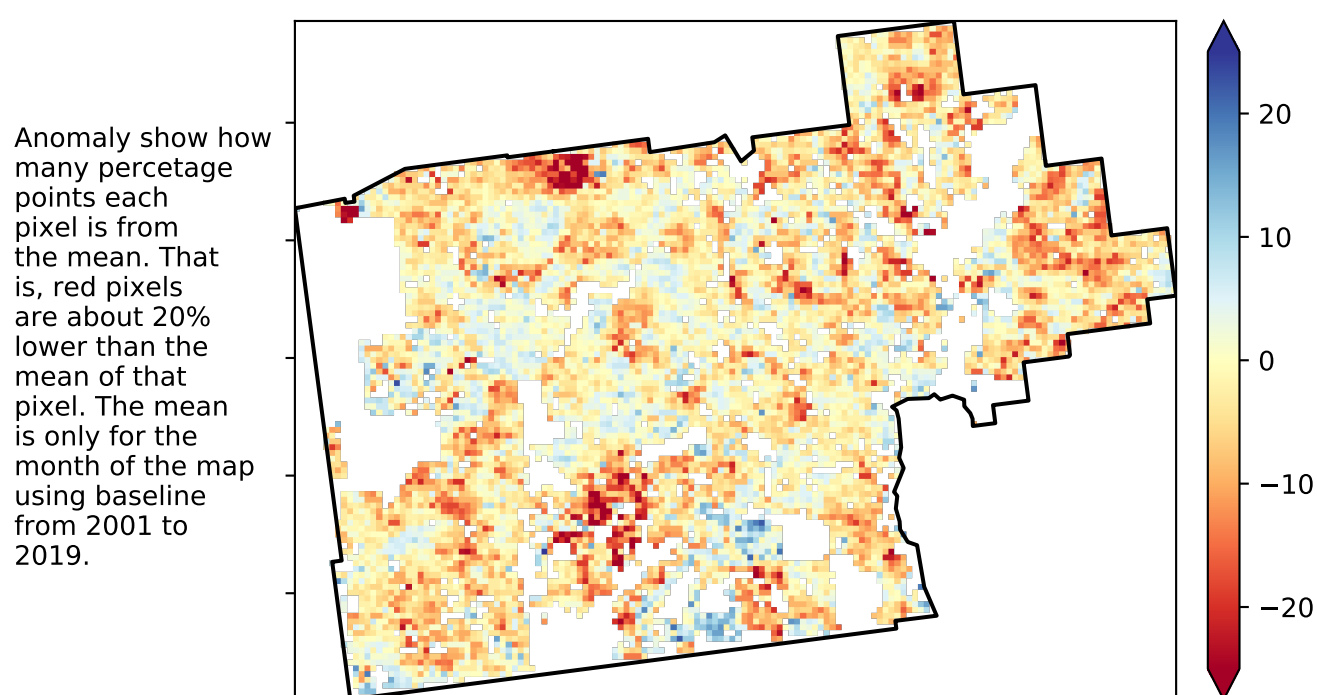 Anomaly show how
many percetage
points each
pixel is from
the mean. That
is, red pixels
are about 20%
lower than the
mean of that
pixel. The mean
is only for the
month of the map
using baseline
from 2001 to
2019.
20
10
0
−10
−20